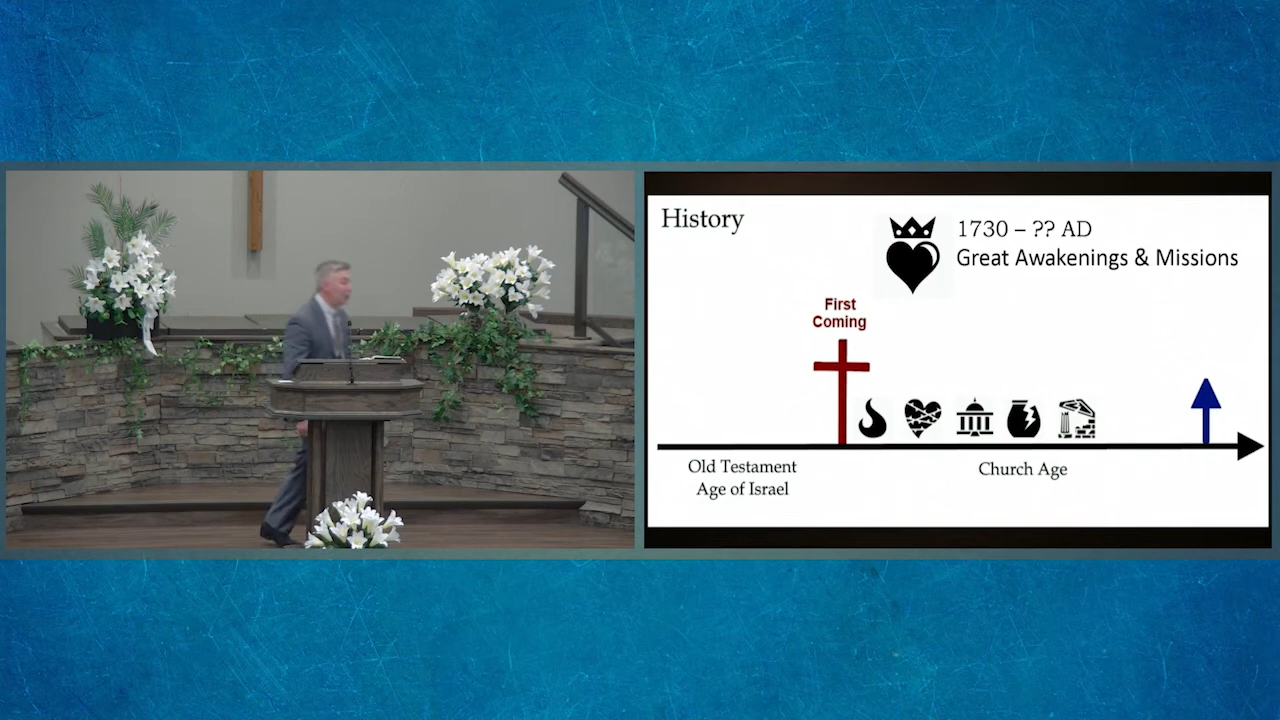 History
1730 – ?? AD
Great Awakenings & Missions
First
Coming
Old Testament
Age of Israel
Church Age